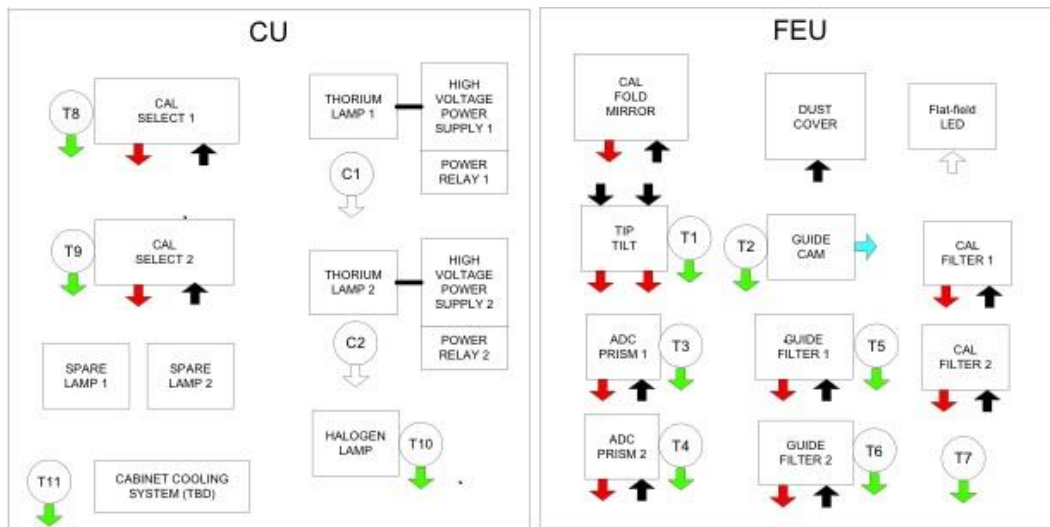 CU
T8
CAL
SELECT 1
THORIUM
LAMP 1
HIGH
VOLTAGE
POWER
SUPPLY 1
POWER
RELAY 1
C1
T9
CAL
SELECT 2
THORIUM
LAMP 2
HIGH
VOLTAGE
POWER
SUPPLY 2
POWER
RELAY 2
C2
SPARE
LAMP 1
SPARE
LAMP 2
HALOGEN
LAMP
T10
T11
CABINET COOLING
SYSTEM (TBD)
FEU
CAL
FOLD
MIRROR
DUST
COVER
Flat-field
LED
TIP
TILT
T1
T2
GUIDE
CAM
CAL
FILTER 1
ADC
PRISM 1
T3
GUIDE
FILTER 1
T5
CAL
FILTER 2
ADC
PRISM 2
T4
GUIDE
FILTER 2
T6
T7